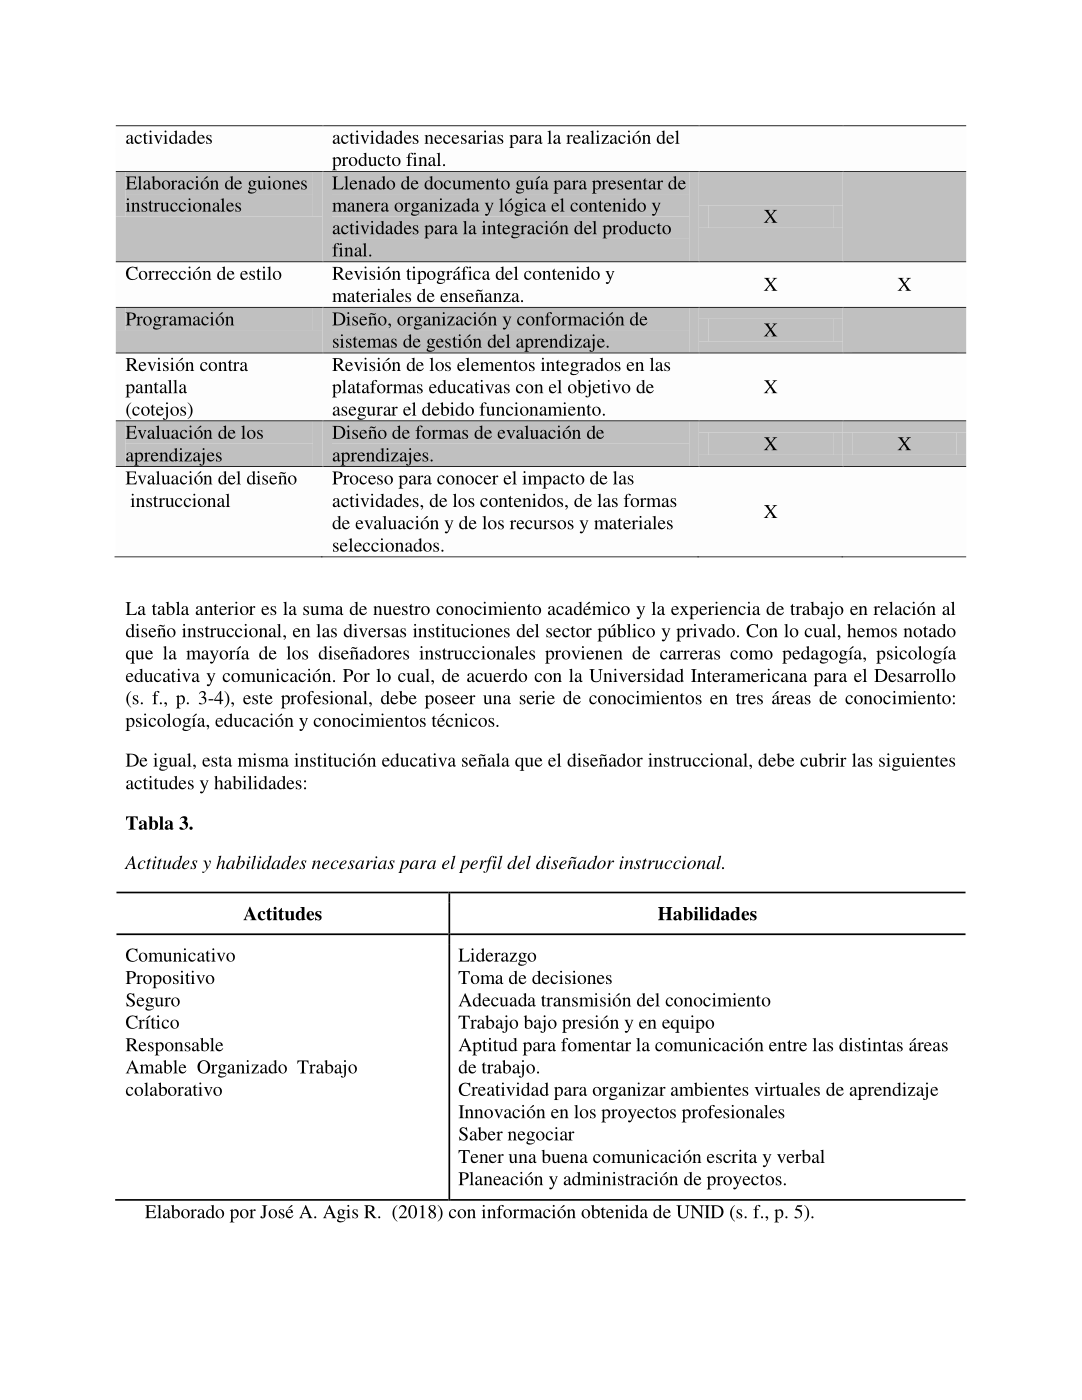 actividades
actividades necesarias para la realización del
producto final.
Elaboración de guiones
instruccionales
Llenado de documento guía para presentar de
manera organizada y lógica el contenido y
actividades para la integración del producto
final.
X
Corrección de estilo
Revisión tipográfica del contenido y
materiales de enseñanza.
X
X
Programación
Diseño, organización y conformación de
sistemas de gestión del aprendizaje.
X
Revisión contra
pantalla
(cotejos)
Revisión de los elementos integrados en las
plataformas educativas con el objetivo de
asegurar el debido funcionamiento.
X
Evaluación de los
aprendizajes
Diseño de formas de evaluación de
aprendizajes.
X
X
Evaluación del diseño
instruccional
Proceso para conocer el impacto de las
actividades, de los contenidos, de las formas
de evaluación y de los recursos y materiales
seleccionados.
X
La tabla anterior es la suma de nuestro conocimiento académico y la experiencia de trabajo en relación al
diseño instruccional, en las diversas instituciones del sector público y privado. Con lo cual, hemos notado
que la mayoría de los diseñadores instruccionales provienen de carreras como pedagogía, psicología
educativa y comunicación. Por lo cual, de acuerdo con la Universidad Interamericana para el Desarrollo
(s. f., p. 3-4), este profesional, debe poseer una serie de conocimientos en tres áreas de conocimiento:
psicología, educación y conocimientos técnicos.
De igual, esta misma institución educativa señala que el diseñador instruccional, debe cubrir las siguientes
actitudes y habilidades:
Tabla 3.
Actitudes y habilidades necesarias para el perfil del diseñador instruccional.
Actitudes
Habilidades
Comunicativo
Propositivo
Seguro
Crítico
Responsable
Amable Organizado Trabajo
colaborativo
Liderazgo
Toma de decisiones
Adecuada transmisión del conocimiento
Trabajo bajo presión y en equipo
Aptitud para fomentar la comunicación entre las distintas áreas
de trabajo.
Creatividad para organizar ambientes virtuales de aprendizaje
Innovación en los proyectos profesionales
Saber negociar
Tener una buena comunicación escrita y verbal
Planeación y administración de proyectos.
Elaborado por José A. Agis R. (2018) con información obtenida de UNID (s. f., p. 5).